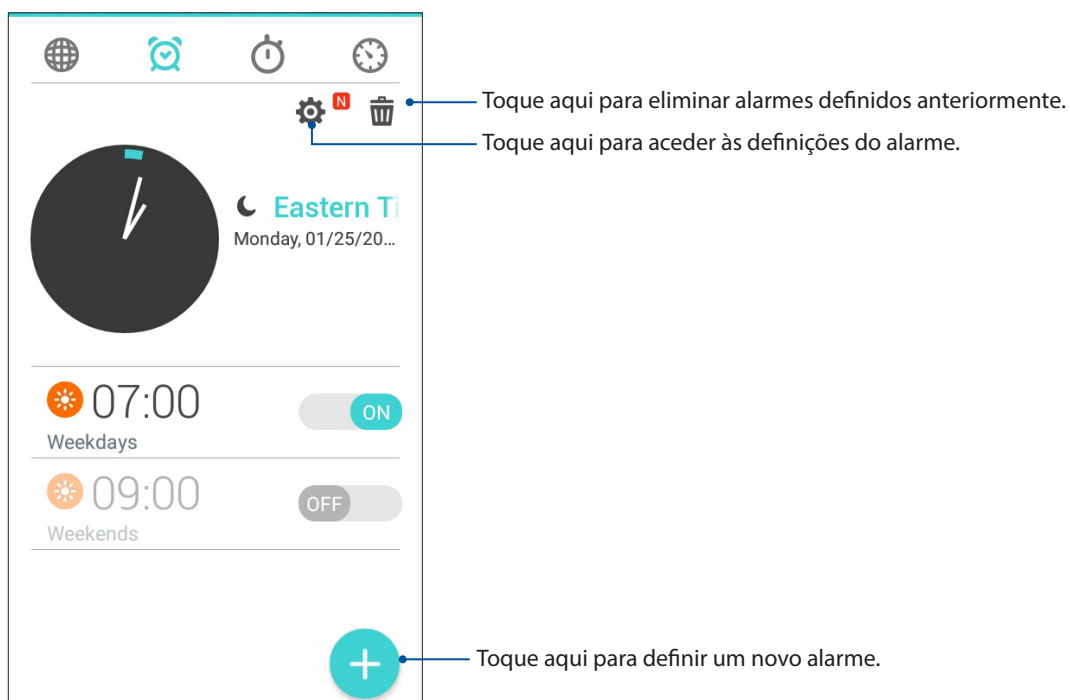 N
Toque aqui para eliminar alarmes definidos anteriormente.
Toque aqui para aceder às definições do alarme.
Eastern Ti
Monday, 01/25/20...
07:00
ON
Weekdays
09:00
OFF
Weekends
Toque aqui para definir um novo alarme.